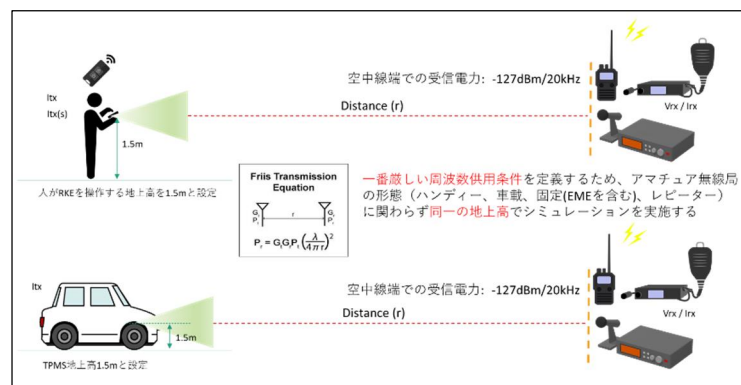 空中線端での受信電力: -127dBm/20kHz
Itx
Itx(s)
Distance (r)
Vrx / Irx
1.5m
人がRKEを操作する地上高を1.5mと設定
Friis Transmission
Equation
Gt
Pt
r
Gr
Pr
Pr = GtGrPt(λ/4πr)²
一番厳しい周波数供用条件を定義するため、アマチュア無線局
の形態（ハンディー、車載、固定(EMEを含む)、レピーター）
に関わらず同一の地上高でシミュレーションを実施する
Itx
空中線端での受信電力: -127dBm/20kHz
Distance (r)
Vrx / Irx
1.5m
TPMS地上高1.5mと設定